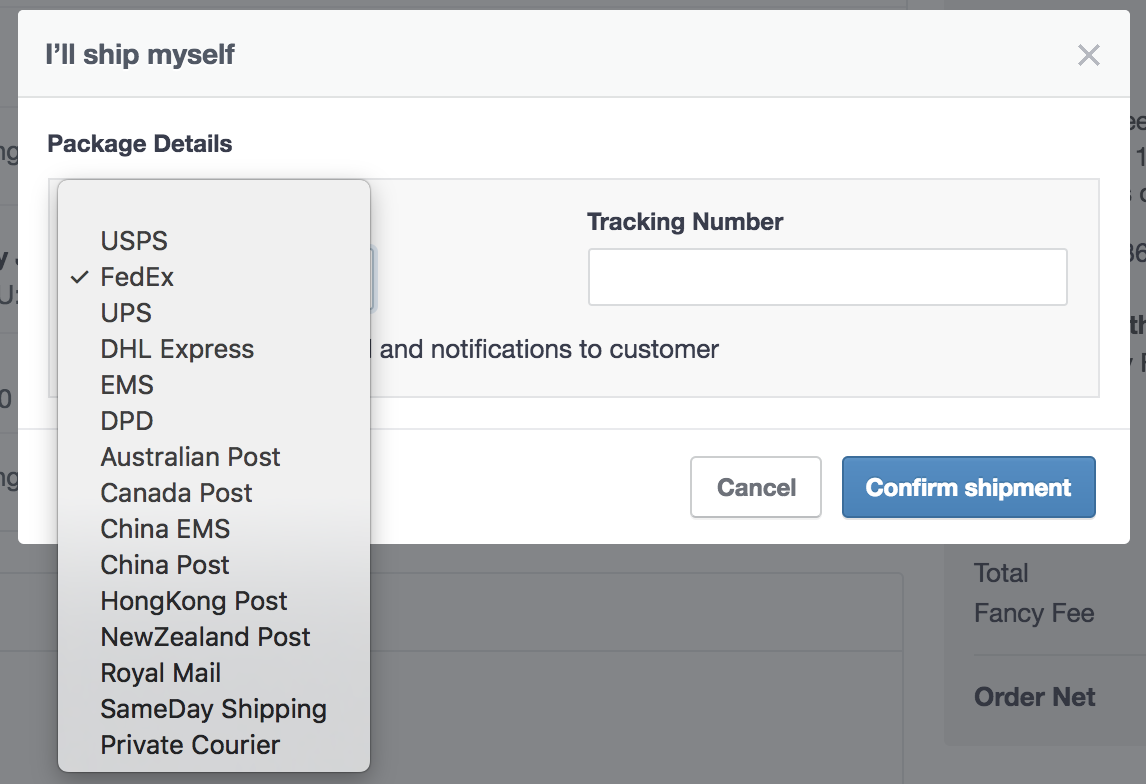 I'll ship myself
Package Details
USPS
✓ FedEx
UPS
DHL Express
EMS
DPD
Australian Post
Canada Post
China EMS
China Post
HongKong Post
NewZealand Post
Royal Mail
SameDay Shipping
Private Courier
Tracking Number
and notifications to customer
Cancel
Confirm shipment
Total
Fancy Fee
Order Net